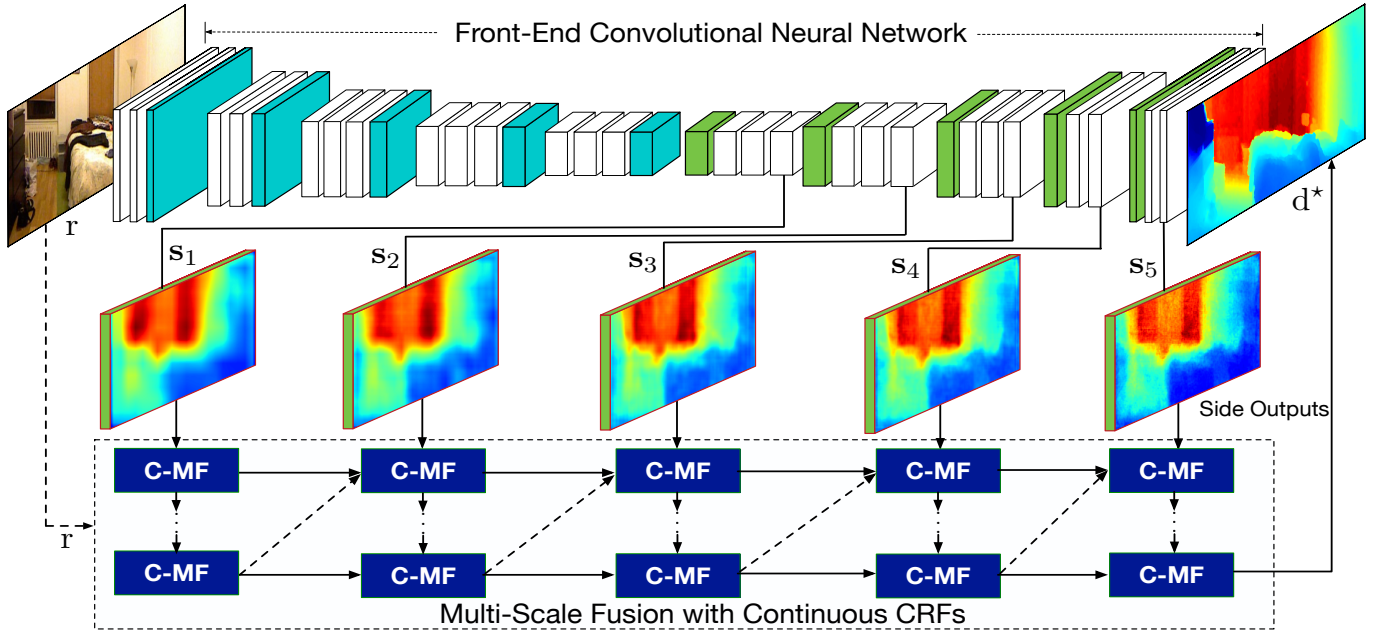 Front-End Convolutional Neural Network
r
d⋆
s₁
s₂
s₃
s₄
s₅
Side Outputs
C-MF C-MF C-MF C-MF C-MF
r
C-MF C-MF C-MF C-MF C-MF
Multi-Scale Fusion with Continuous CRFs